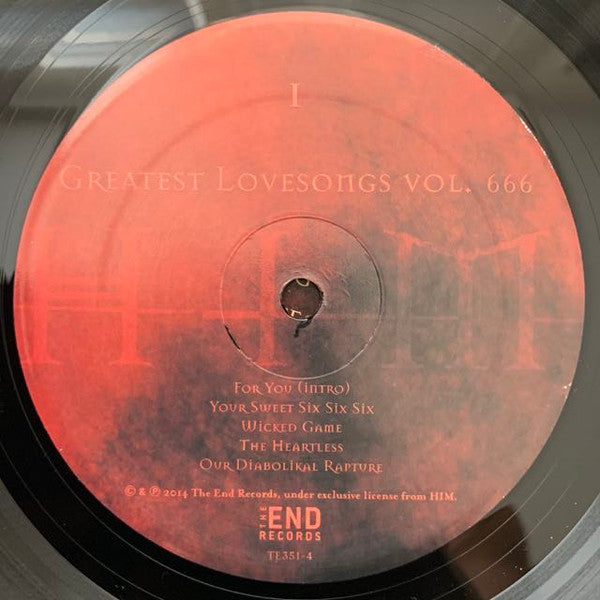 I
Greatest Lovesongs vol. 666
HIM
For You (Intro)
Your Sweet Six Six Six
Wicked Game
The Heartless
Our Diabolikal Rapture
© & ℗ 2014 The End Records, under exclusive license from HIM.
THE END
RECORDS
TE351-4